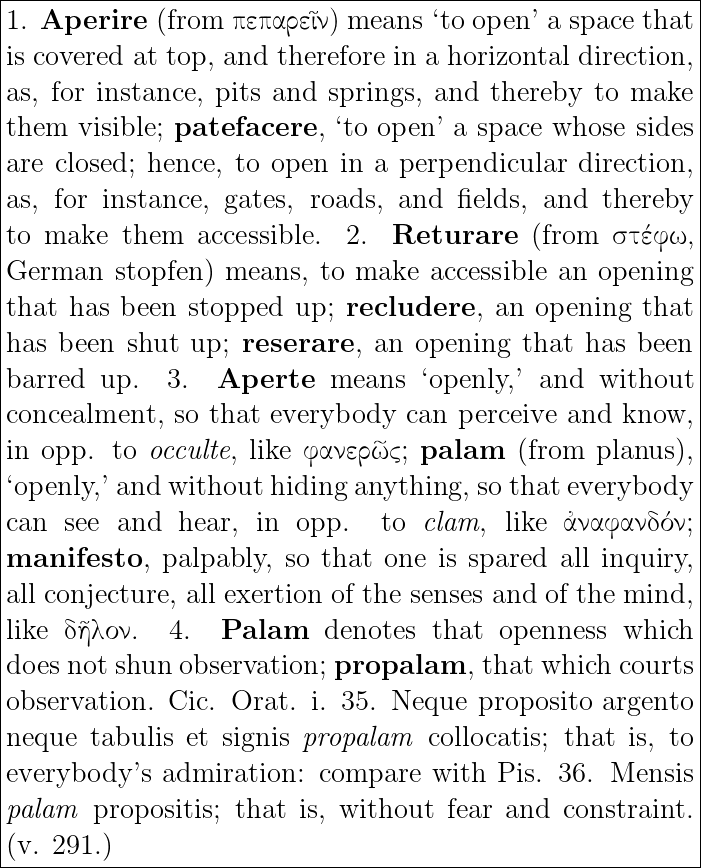 1. Aperire (from πεπαρεῖν) means ‘to open’ a space that
is covered at top, and therefore in a horizontal direction,
as, for instance, pits and springs, and thereby to make
them visible; patefacere, ‘to open’ a space whose sides
are closed; hence, to open in a perpendicular direction,
as, for instance, gates, roads, and fields, and thereby
to make them accessible. 2. Returare (from στέφω,
German stopfen) means, to make accessible an opening
that has been stopped up; recludere, an opening that
has been shut up; reserare, an opening that has been
barred up. 3. Aperte means ‘openly,’ and without
concealment, so that everybody can perceive and know,
in opp. to occulte, like φανερῶς; palam (from planus),
‘openly,’ and without hiding anything, so that everybody
can see and hear, in opp. to clam, like ἀναφανδόν;
manifesto, palpably, so that one is spared all inquiry,
all conjecture, all exertion of the senses and of the mind,
like δῆλον. 4. Palam denotes that openness which
does not shun observation; propalam, that which courts
observation. Cic. Orat. i. 35. Neque proposito argento
neque tabulis et signis propalam collocatis; that is, to
everybody’s admiration: compare with Pis. 36. Mensis
palam propositis; that is, without fear and constraint.
(v. 291.)